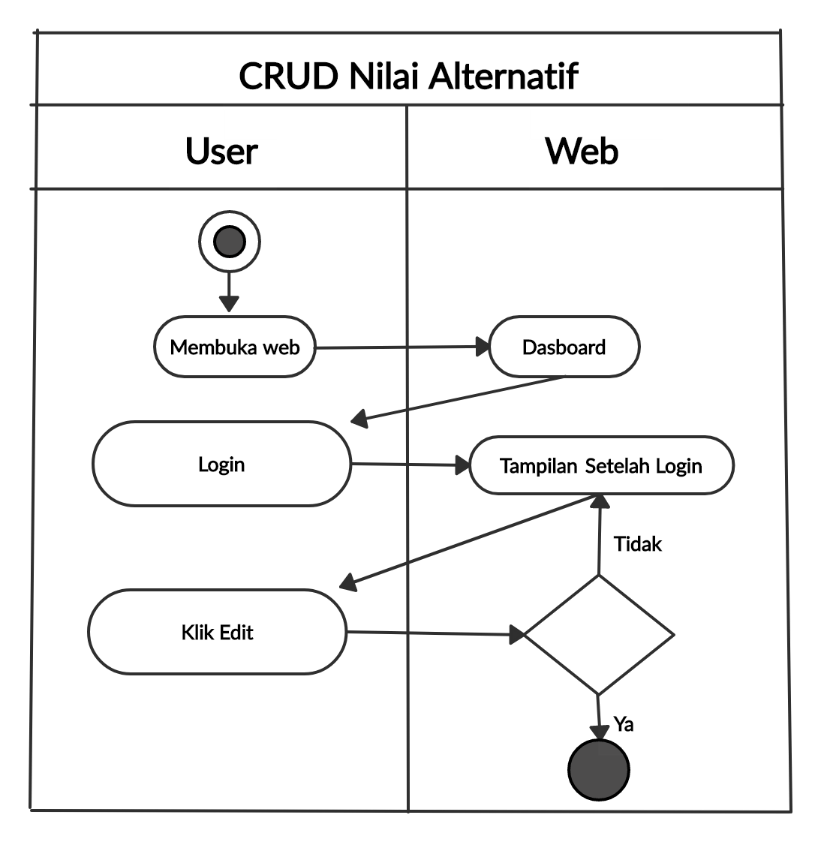 CRUD Nilai Alternatif
User
Web
Membuka web
Dasboard
Login
Tampilan Setelah Login
Tidak
Klik Edit
Ya